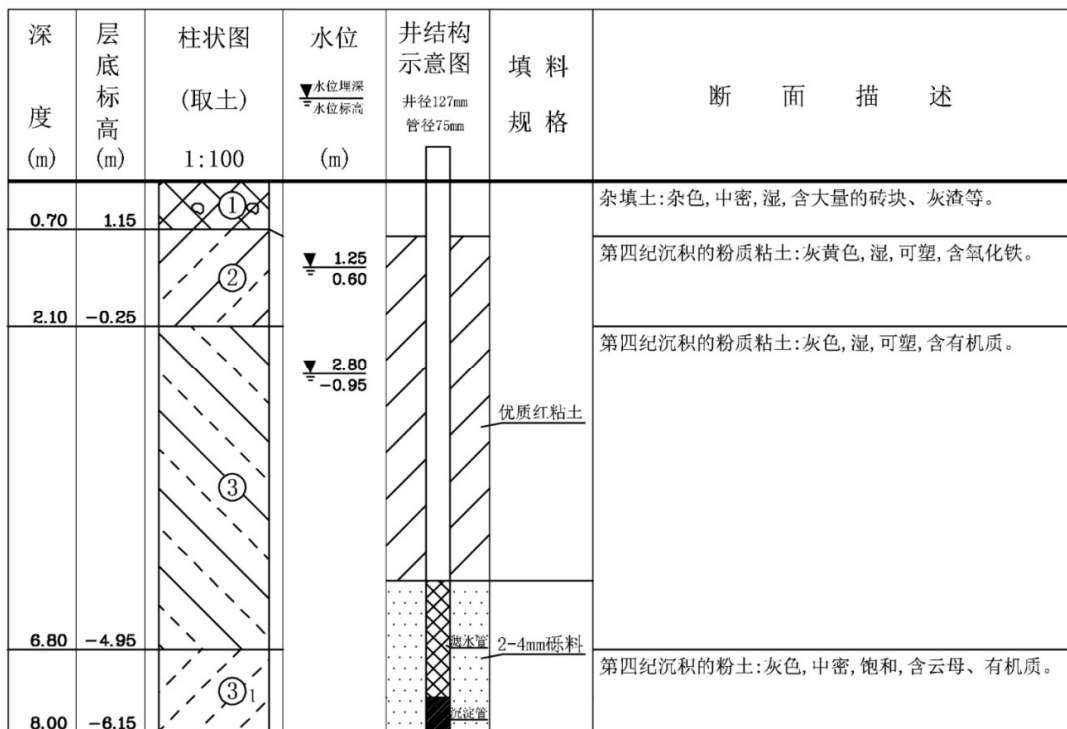 深度(m)
层底标高(m)
柱状图
(取土)
1:100
水位
水位埋深
水位标高
(m)
井结构
示意图
井径127mm
管径75mm
填料
规格
断面描述
①
杂填土:杂色,中密,湿,含大量的砖块、灰渣等。
0.70 1.15
②
1.25
0.60
第四纪沉积的粉质粘土:灰黄色,湿,可塑,含氧化铁。
2.10 -0.25
第四纪沉积的粉质粘土:灰色,湿,可塑,含有机质。
2.80
-0.95
优质红粘土
③
6.80 -4.95
滤水管
2-4mm砾料
第四纪沉积的粉土:灰色,中密,饱和,含云母、有机质。
③1
沉淀管
8.00 -6.15